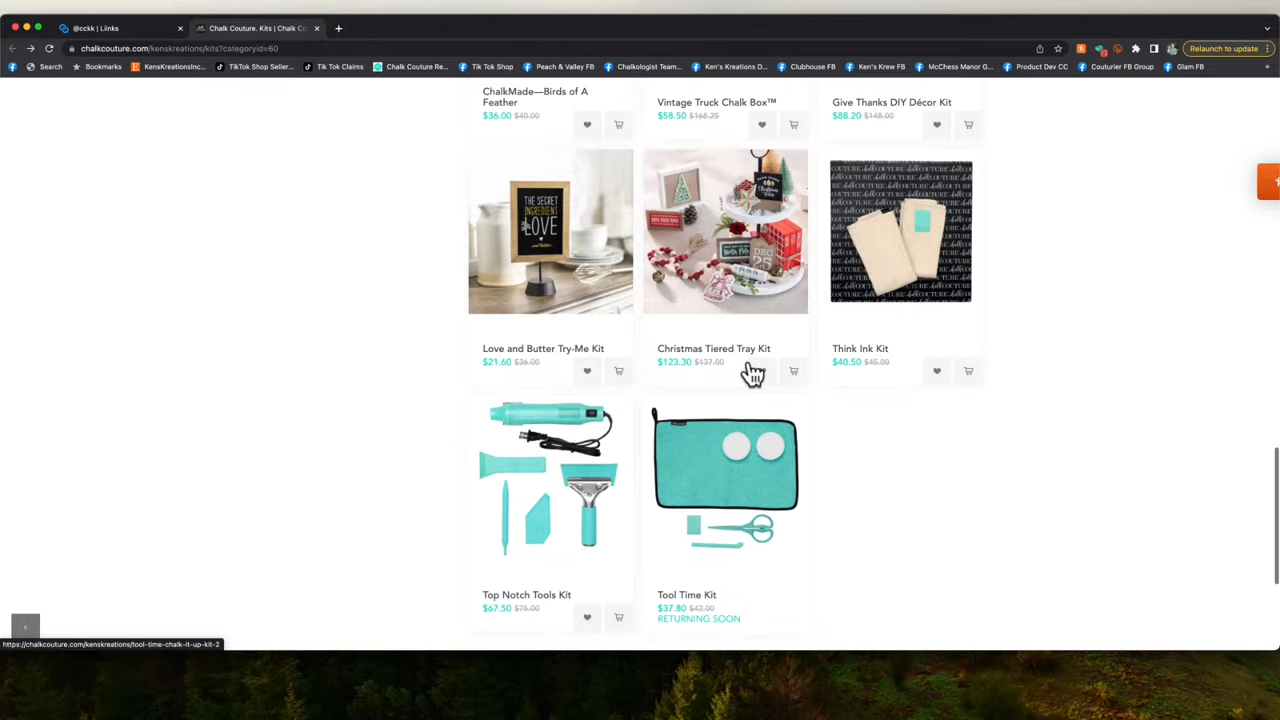 @cckk | Liinks
Chalk Couture. Kits | Chalk Co
chalkcouture.com/kenskreations/kits?categoryid=60
Relaunch to update
Search
Bookmarks
KensKreationsInc...
TikTok Shop Seller...
TikTok Claims
Chalk Couture Re...
Tik Tok Shop
Peach & Valley FB
Chalkologist Team...
Ken's Kreations D...
Clubhouse FB
Ken's Krew FB
McChess Manor G...
Product Dev CC
Couturier FB Group
Glam FB
»
ChalkMade—Birds of A
Feather
$36.00 $40.00
Vintage Truck Chalk Box™
$58.50 $168.25
Give Thanks DIY Décor Kit
$88.20 $148.00
THE SECRET
INGREDIENT
IS LOVE
DEC
25
Love and Butter Try-Me Kit
$21.60 $36.00
Christmas Tiered Tray Kit
$123.30 $137.00
Think Ink Kit
$40.50 $45.00
Top Notch Tools Kit
$67.50 $75.00
Tool Time Kit
$37.80 $42.00
RETURNING SOON
https://chalkcouture.com/kenskreations/tool-time-chalk-it-up-kit-2